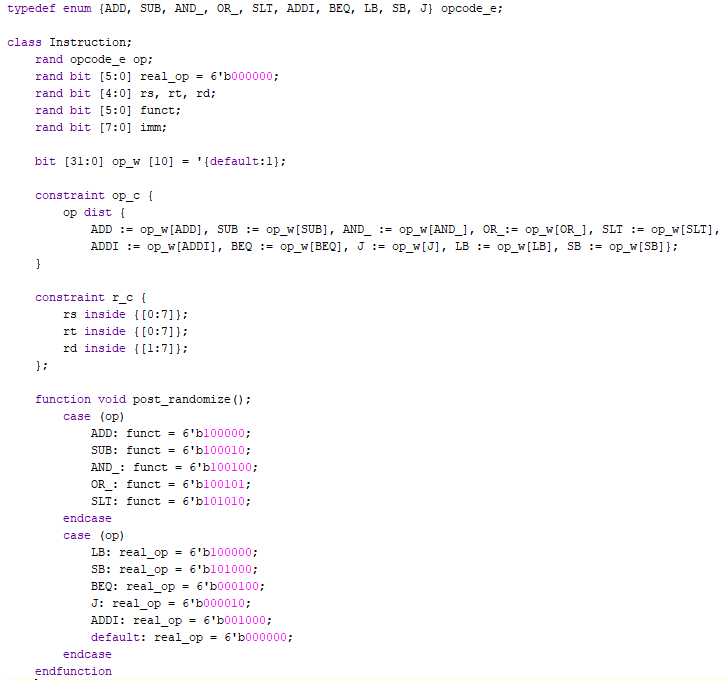 typedef enum {ADD, SUB, AND_, OR_, SLT, ADDI, BEQ, LB, SB, J} opcode_e;

class Instruction;
    rand opcode_e op;
    rand bit [5:0] real_op = 6'b000000;
    rand bit [4:0] rs, rt, rd;
    rand bit [5:0] funct;
    rand bit [7:0] imm;

    bit [31:0] op_w [10] = '{default:1};

    constraint op_c {
        op dist {
            ADD := op_w[ADD], SUB := op_w[SUB], AND_ := op_w[AND_], OR_:= op_w[OR_], SLT := op_w[SLT],
            ADDI := op_w[ADDI], BEQ := op_w[BEQ], J := op_w[J], LB := op_w[LB], SB := op_w[SB]};
    }

    constraint r_c {
        rs inside {[0:7]};
        rt inside {[0:7]};
        rd inside {[1:7]};
    };

    function void post_randomize();
        case (op)
            ADD: funct = 6'b100000;
            SUB: funct = 6'b100010;
            AND_: funct = 6'b100100;
            OR_: funct = 6'b100101;
            SLT: funct = 6'b101010;
        endcase
        case (op)
            LB: real_op = 6'b100000;
            SB: real_op = 6'b101000;
            BEQ: real_op = 6'b000100;
            J: real_op = 6'b000010;
            ADDI: real_op = 6'b001000;
            default: real_op = 6'b000000;
        endcase
    endfunction